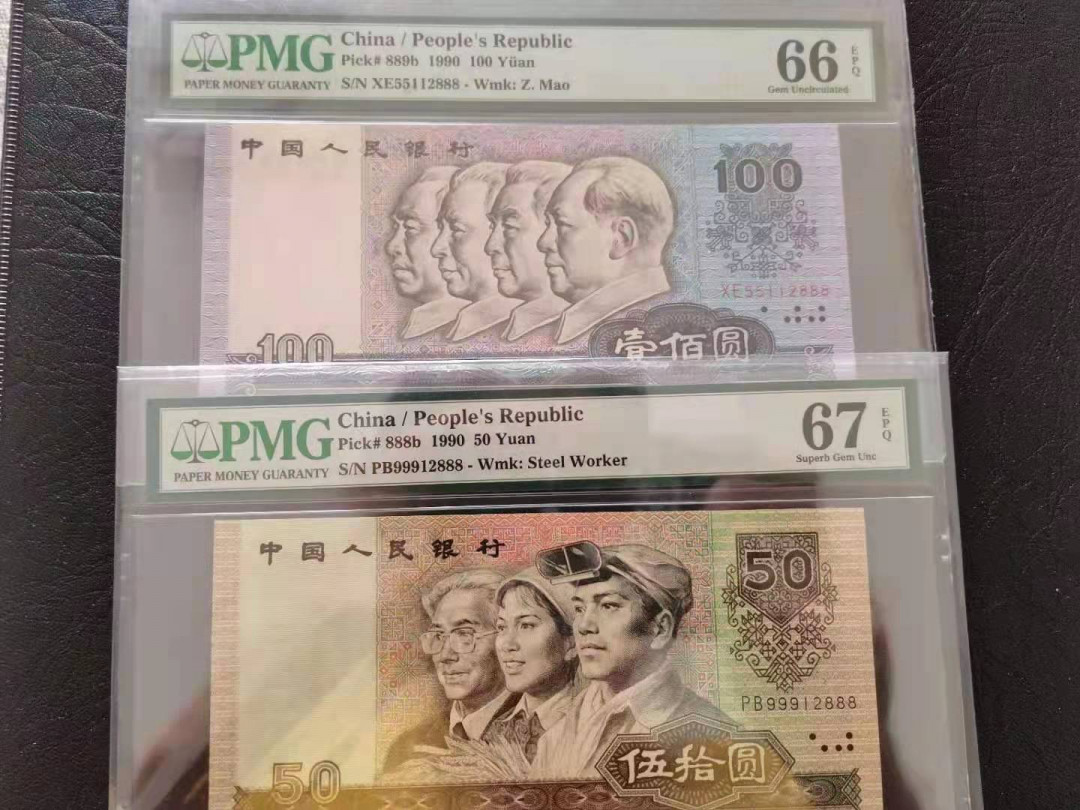 PMG
PAPER MONEY GUARANTY
China / People's Republic
Pick# 889b 1990 100 Yüan
S/N XE55112888 - Wmk: Z. Mao
66
EPQ
Gem Uncirculated
中国人民银行
100
XE55112888
100
壹佰圆
PMG
PAPER MONEY GUARANTY
China / People's Republic
Pick# 888b 1990 50 Yuan
S/N PB99912888 - Wmk: Steel Worker
67
EPQ
Superb Gem Unc
中国人民银行
50
PB99912888
50
伍拾圆